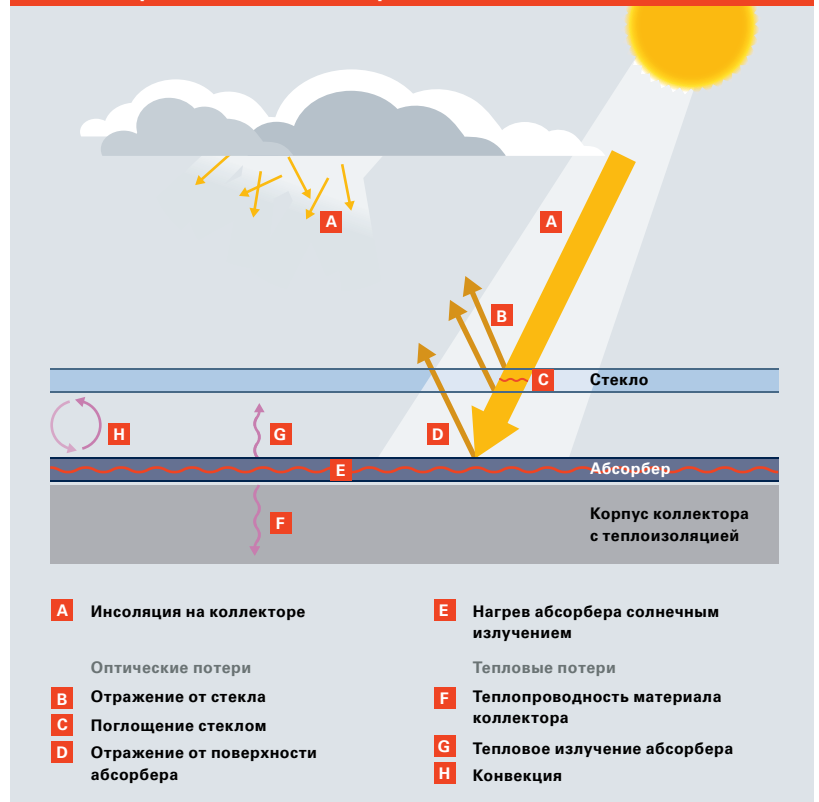 A
A
B
C
Стекло
H
G
D
E
Абсорбер
F
Корпус коллектора
с теплоизоляцией
A Инсоляция на коллекторе
Оптические потери
B Отражение от стекла
C Поглощение стеклом
D Отражение от поверхности
абсорбера
E Нагрев абсорбера солнечным
излучением
Тепловые потери
F Теплопроводность материала
коллектора
G Тепловое излучение абсорбера
H Конвекция